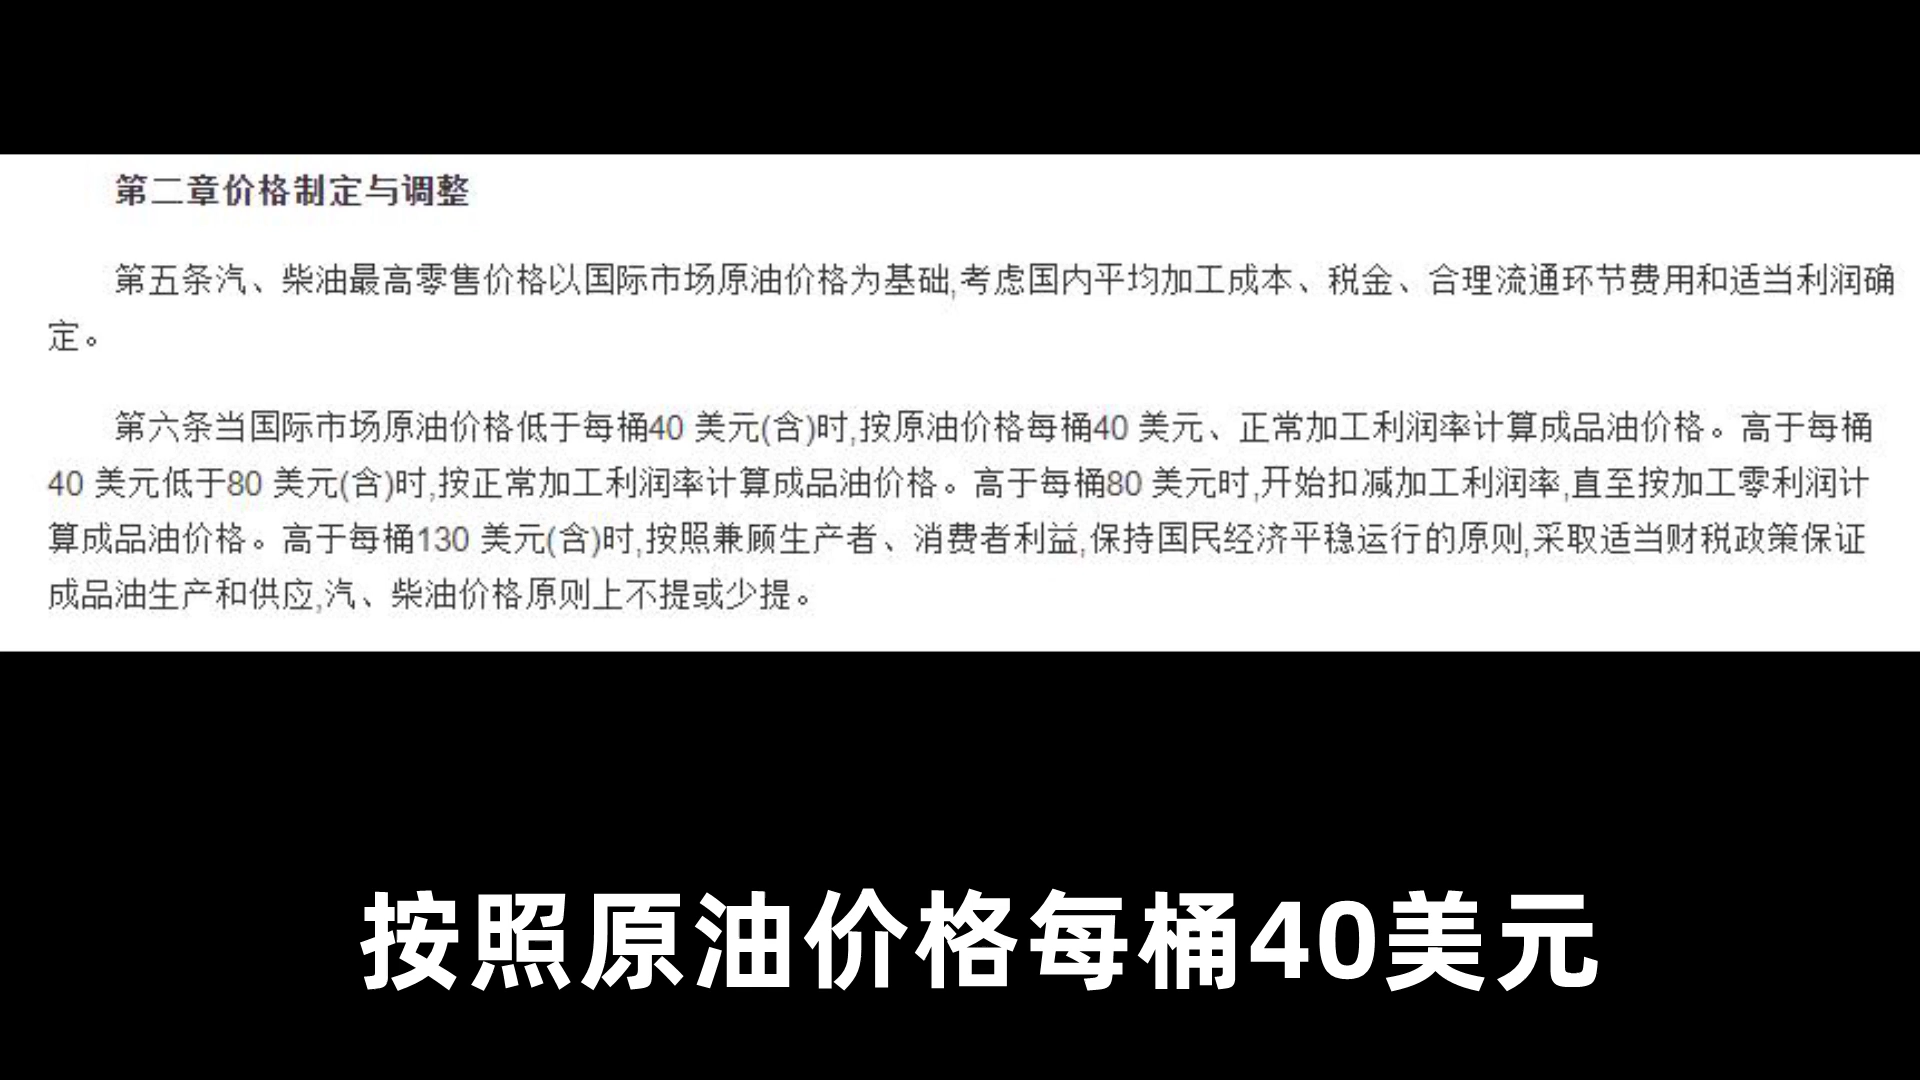 第二章价格制定与调整
第五条汽、柴油最高零售价格以国际市场原油价格为基础,考虑国内平均加工成本、税金、合理流通环节费用和适当利润确
定。
第六条当国际市场原油价格低于每桶40 美元(含)时,按原油价格每桶40 美元、正常加工利润率计算成品油价格。高于每桶
40 美元低于80 美元(含)时,按正常加工利润率计算成品油价格。高于每桶80 美元时,开始扣减加工利润率,直至按加工零利润计
算成品油价格。高于每桶130 美元(含)时,按照兼顾生产者、消费者利益,保持国民经济平稳运行的原则,采取适当财税政策保证
成品油生产和供应,汽、柴油价格原则上不提或少提。
按照原油价格每桶40美元